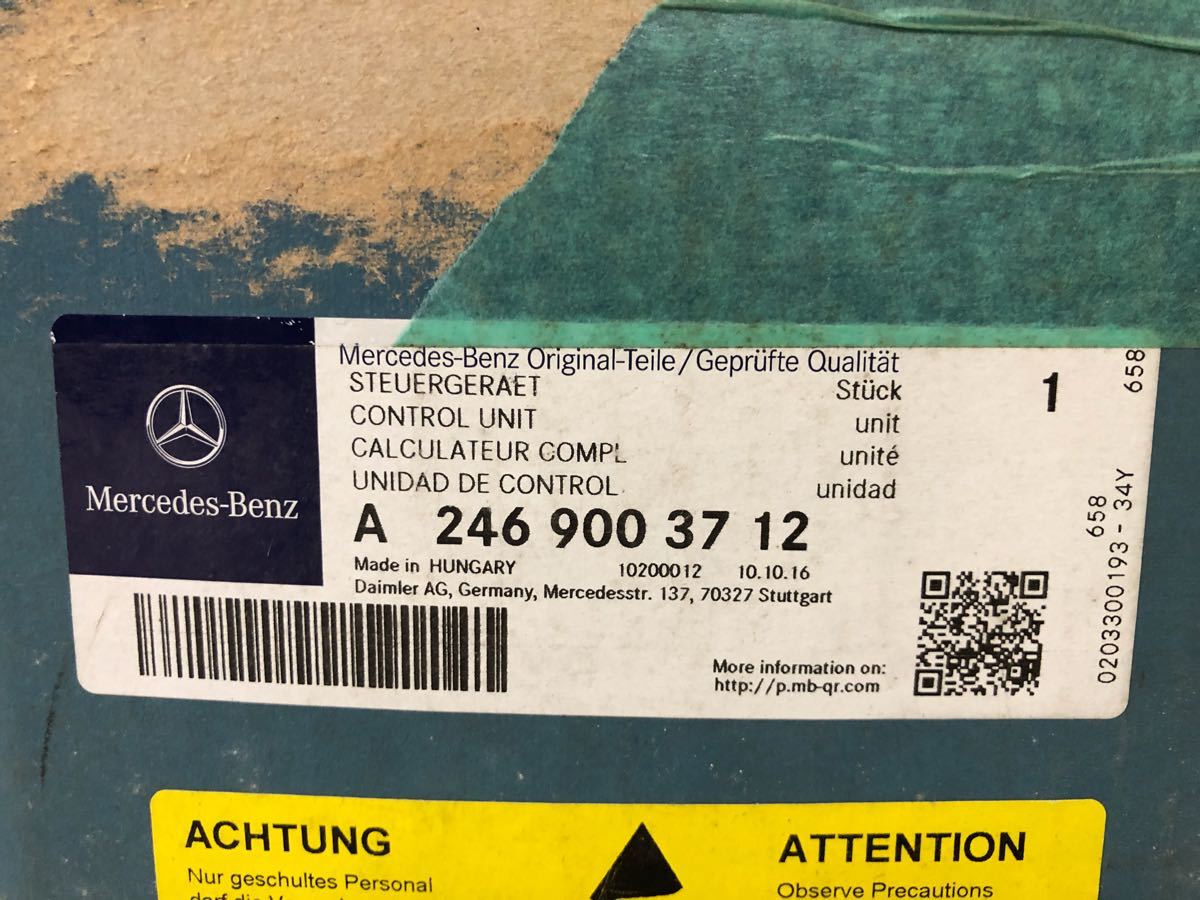 Mercedes-Benz Original-Teile/Geprüfte Qualität
STEUERGERAET Stück 1
CONTROL UNIT unit
CALCULATEUR COMPL unité
UNIDAD DE CONTROL unidad
A 246 900 37 12
Made in HUNGARY 10200012 10.10.16
Daimler AG, Germany, Mercedesstr. 137, 70327 Stuttgart
Mercedes-Benz
More information on:
http://p.mb-qr.com
658
658
0203300193 - 34Y
ACHTUNG
Nur geschultes Personal
darf die
ATTENTION
Observe Precautions